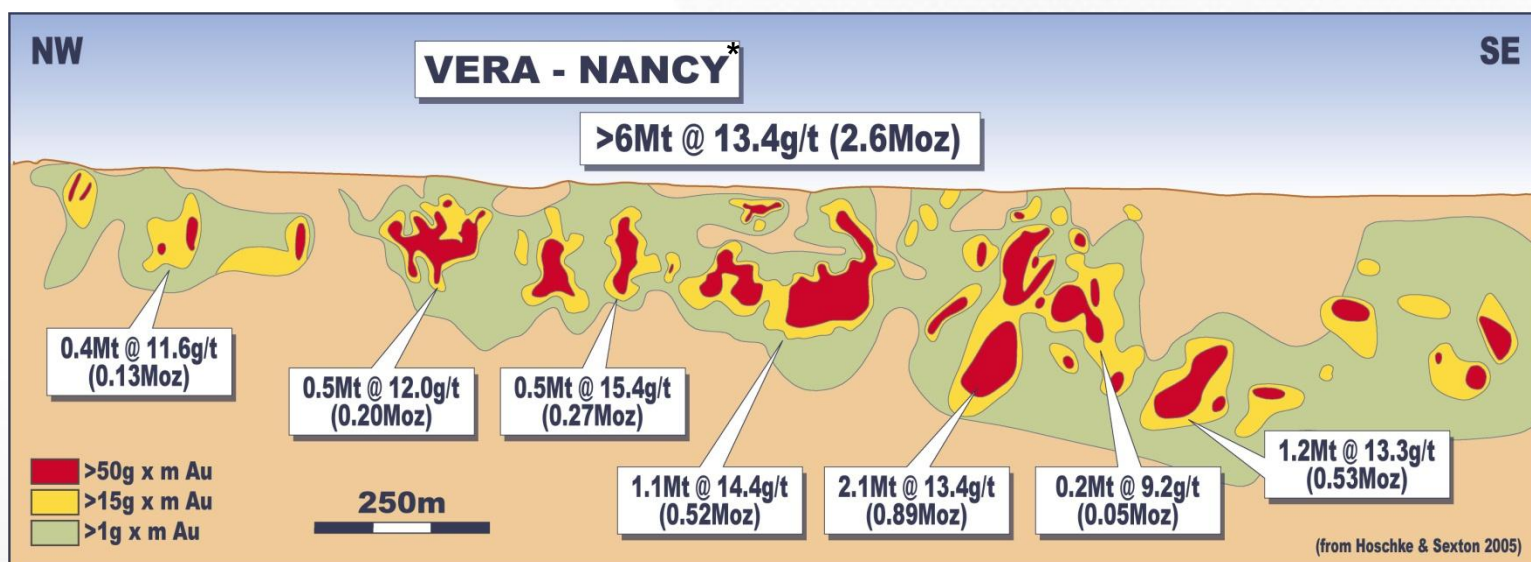 NW
SE
VERA - NANCY*
>6Mt @ 13.4g/t (2.6Moz)
0.4Mt @ 11.6g/t
(0.13Moz)
0.5Mt @ 12.0g/t
(0.20Moz)
0.5Mt @ 15.4g/t
(0.27Moz)
1.1Mt @ 14.4g/t
(0.52Moz)
2.1Mt @ 13.4g/t
(0.89Moz)
0.2Mt @ 9.2g/t
(0.05Moz)
1.2Mt @ 13.3g/t
(0.53Moz)
>50g x m Au
>15g x m Au
>1g x m Au
250m
(from Hoschke & Sexton 2005)